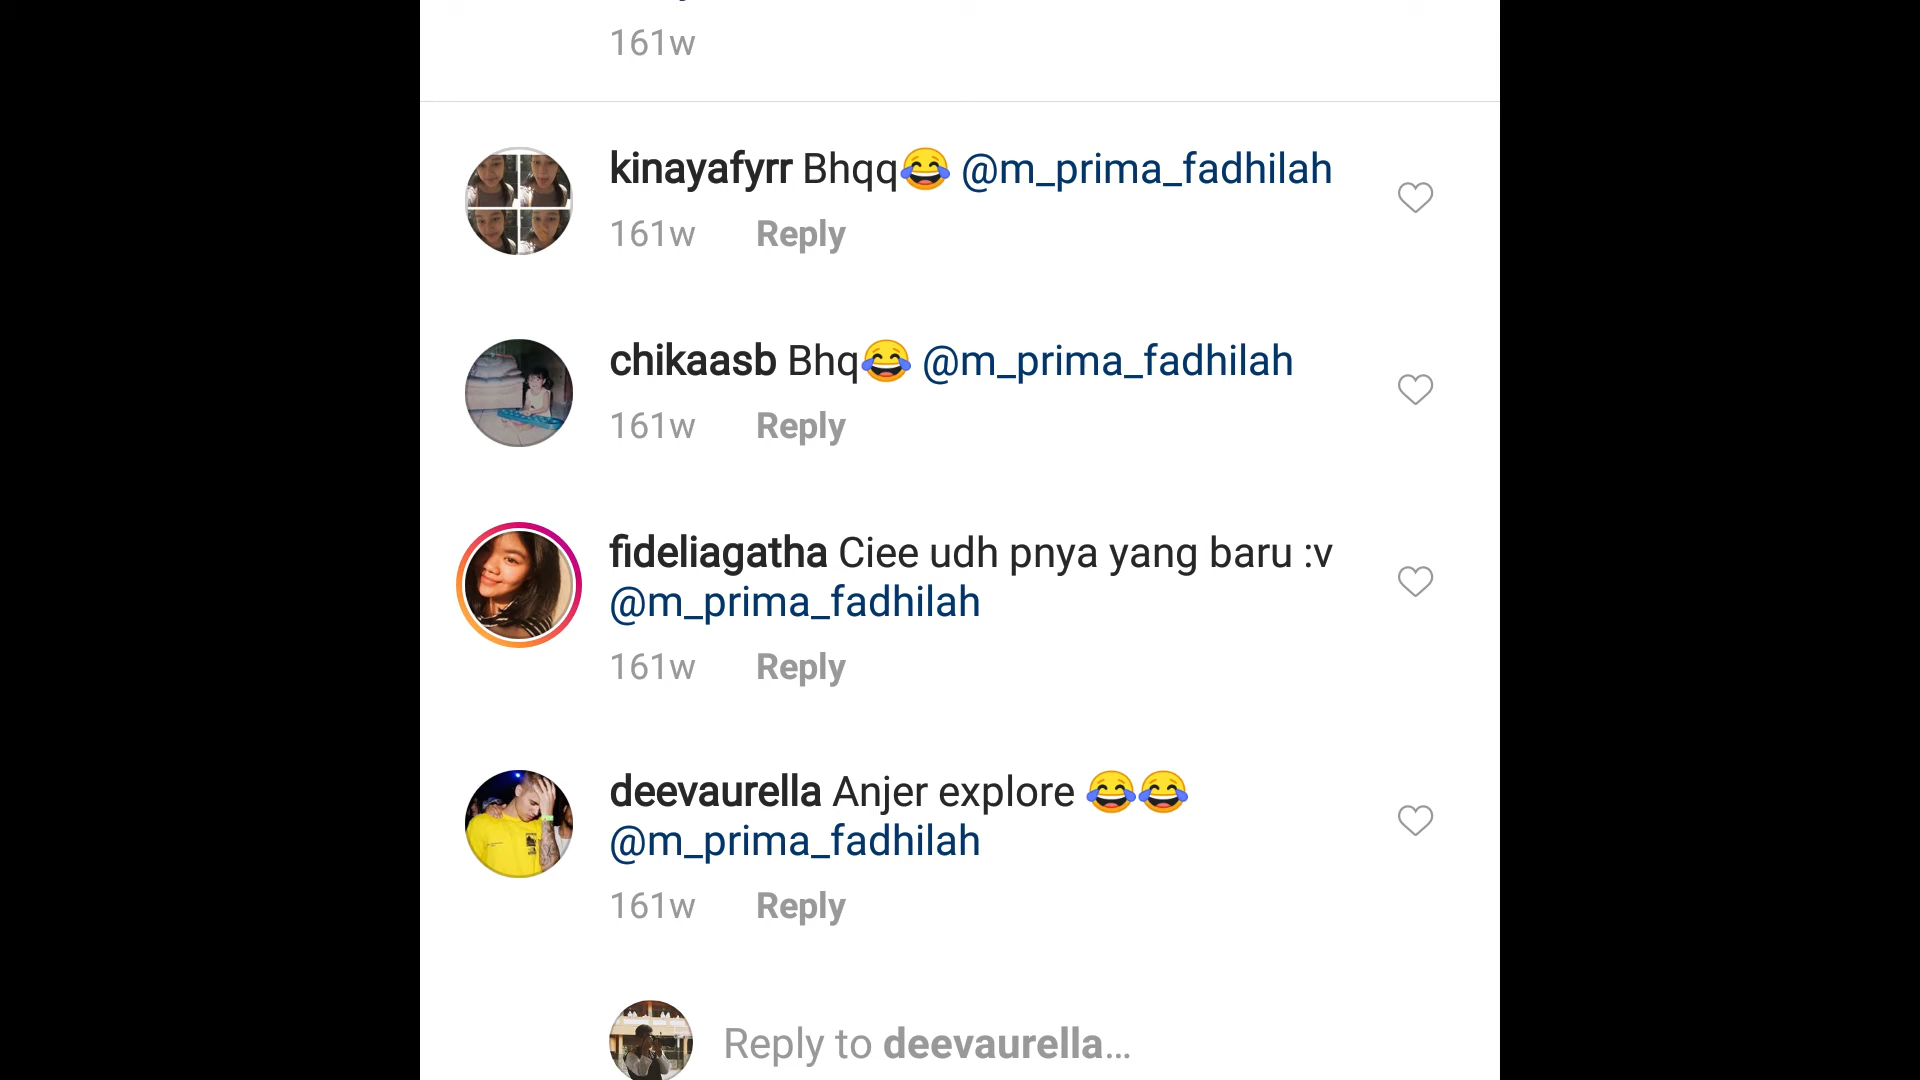 161w
kinayafyrr Bhqq😂 @m_prima_fadhilah
161w Reply
chikaasb Bhq😂 @m_prima_fadhilah
161w Reply
fideliagatha Ciee udh pnya yang baru :v
@m_prima_fadhilah
161w Reply
deevaurella Anjer explore 😂😂
@m_prima_fadhilah
161w Reply
Reply to deevaurella...